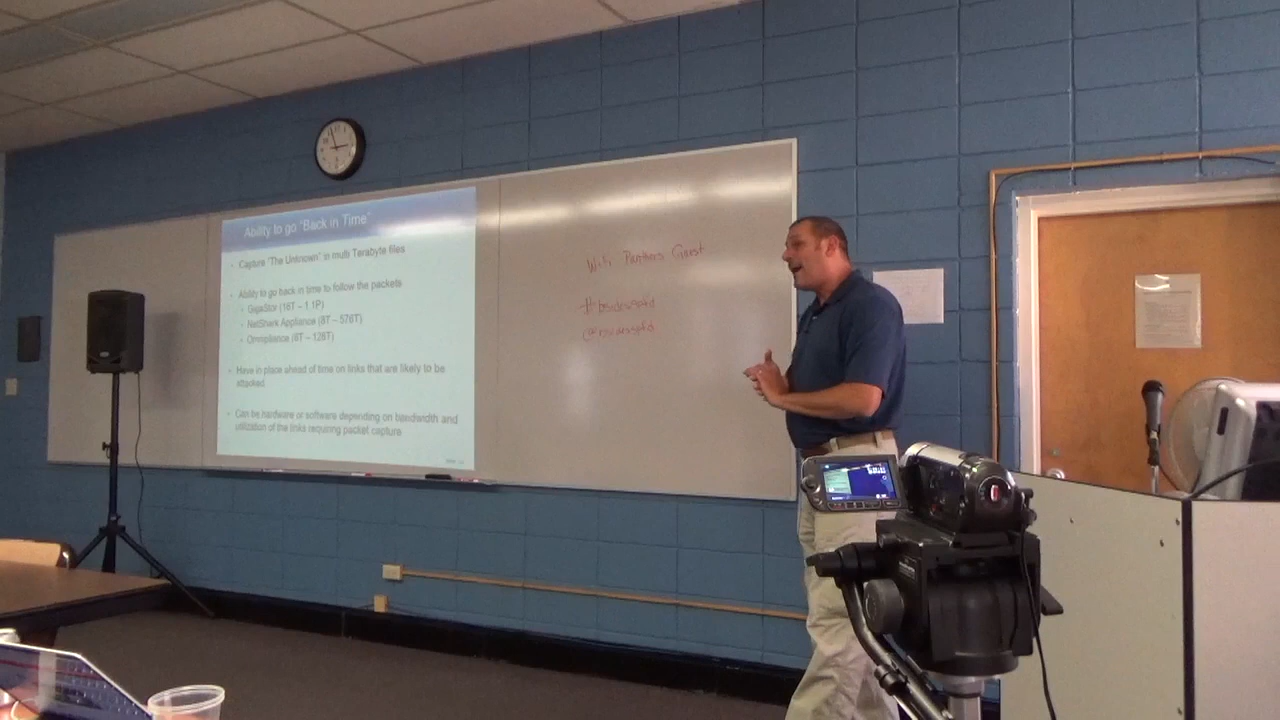 Ability to go "Back in Time"
Capture "The Unknown" in multi Terabyte files
Ability to go back in time to follow the packets
GigaStor (16T – 1.1P)
NetShark Appliance (8T – 576T)
Omnipliance (8T – 128T)
Have in place ahead of time on links that are likely to be
attacked
Can be hardware or software depending on bandwidth and
utilization of the links requiring packet capture
Wifi Panthers Guest